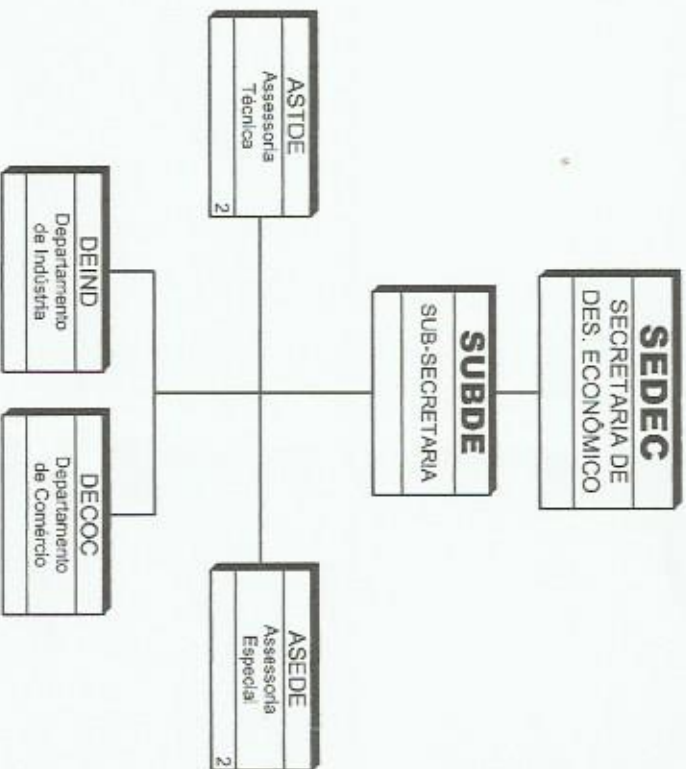 SEDEC
SECRETARIA DE
DES. ECONÔMICO
SUBDE
SUB-SECRETARIA
ASTDE
Assessoria
Técnica
2
ASEDE
Assessoria
Especial
2
DEIND
Departamento
de Indústria
DECOC
Departamento
de Comércio